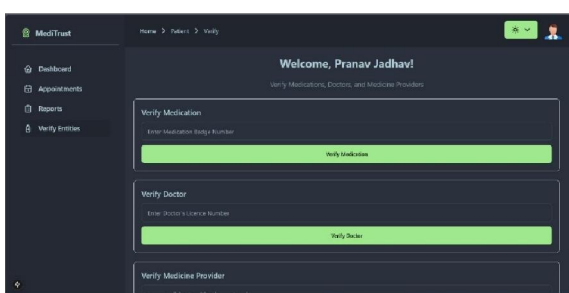 MediTrust
Home > Patient > Verify
Dashboard
Appointments
Reports
Verify Entities
Welcome, Pranav Jadhav!
Verify Medications, Doctors, and Medicine Providers
Verify Medication
Enter Medication Badge Number
Verify Medication
Verify Doctor
Enter Doctor's Licence Number
Verify Doctor
Verify Medicine Provider